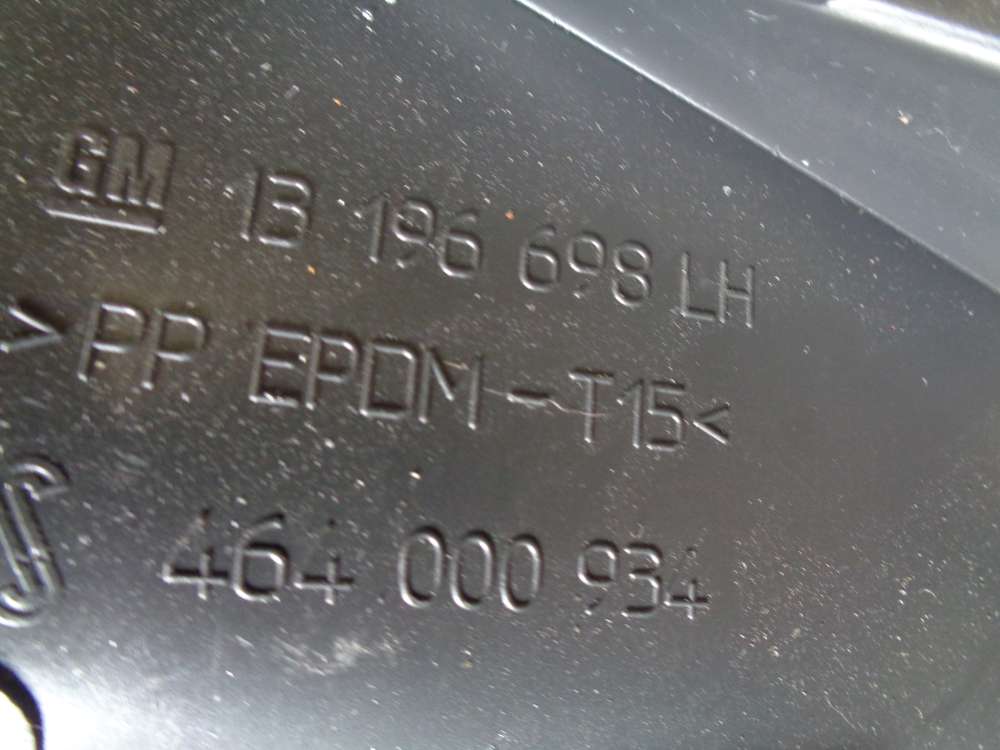 GM 13 196 698 LH
>PP EPDM-T15<
464 000 934